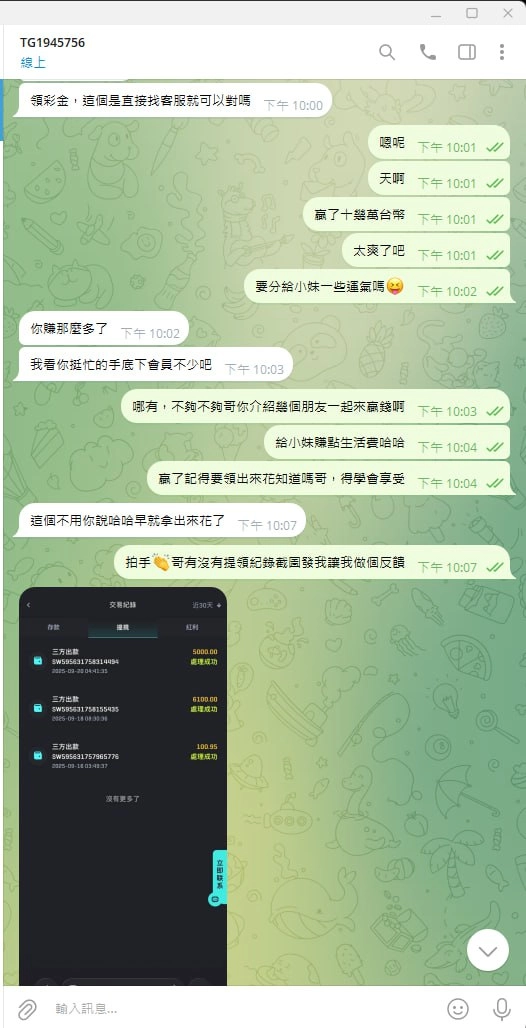 TG1945756
線上
領彩金，這個是直接找客服就可以對嗎 下午 10:00
嗯呢 下午 10:01
天啊 下午 10:01
贏了十幾萬台幣 下午 10:01
太爽了吧 下午 10:01
要分給小妹一些運氣嗎😝 下午 10:02
你賺那麼多了 下午 10:02
我看你挺忙的手底下會員不少吧 下午 10:03
哪有，不夠不夠哥你介紹幾個朋友一起來贏錢啊 下午 10:03
給小妹賺點生活費哈哈 下午 10:04
贏了記得要領出來花知道嗎哥，得學會享受 下午 10:04
這個不用你說哈哈早就拿出來花了 下午 10:07
拍手👏哥有沒有提領紀錄截圖發我讓我做個反饋 下午 10:07
交易紀錄 近30天
存款 提款 紅利
三方出款 5000.00
SW595631758314494 處理成功
2025-09-20 04:41:35
三方出款 6100.00
SW595631758155435 處理成功
2025-09-18 08:30:36
三方出款 100.95
SW595631757965776 處理成功
2025-09-16 03:49:37
沒有更多了
立即联系
輸入訊息...